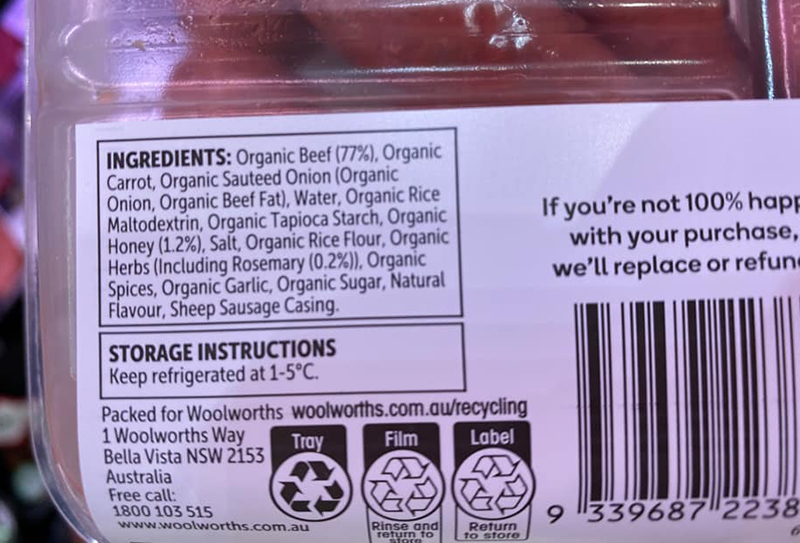 INGREDIENTS: Organic Beef (77%), Organic
Carrot, Organic Sauteed Onion (Organic
Onion, Organic Beef Fat), Water, Organic Rice
Maltodextrin, Organic Tapioca Starch, Organic
Honey (1.2%), Salt, Organic Rice Flour, Organic
Herbs (Including Rosemary (0.2%)), Organic
Spices, Organic Garlic, Organic Sugar, Natural
Flavour, Sheep Sausage Casing.
STORAGE INSTRUCTIONS
Keep refrigerated at 1-5°C.
Packed for Woolworths woolworths.com.au/recycling
1 Woolworths Way
Bella Vista NSW 2153
Australia
Free call:
1800 103 515
www.woolworths.com.au
Tray
Film
Rinse and
return to
store
Label
Return
to store
If you're not 100% happ
with your purchase,
we'll replace or refun
9 339687 2238